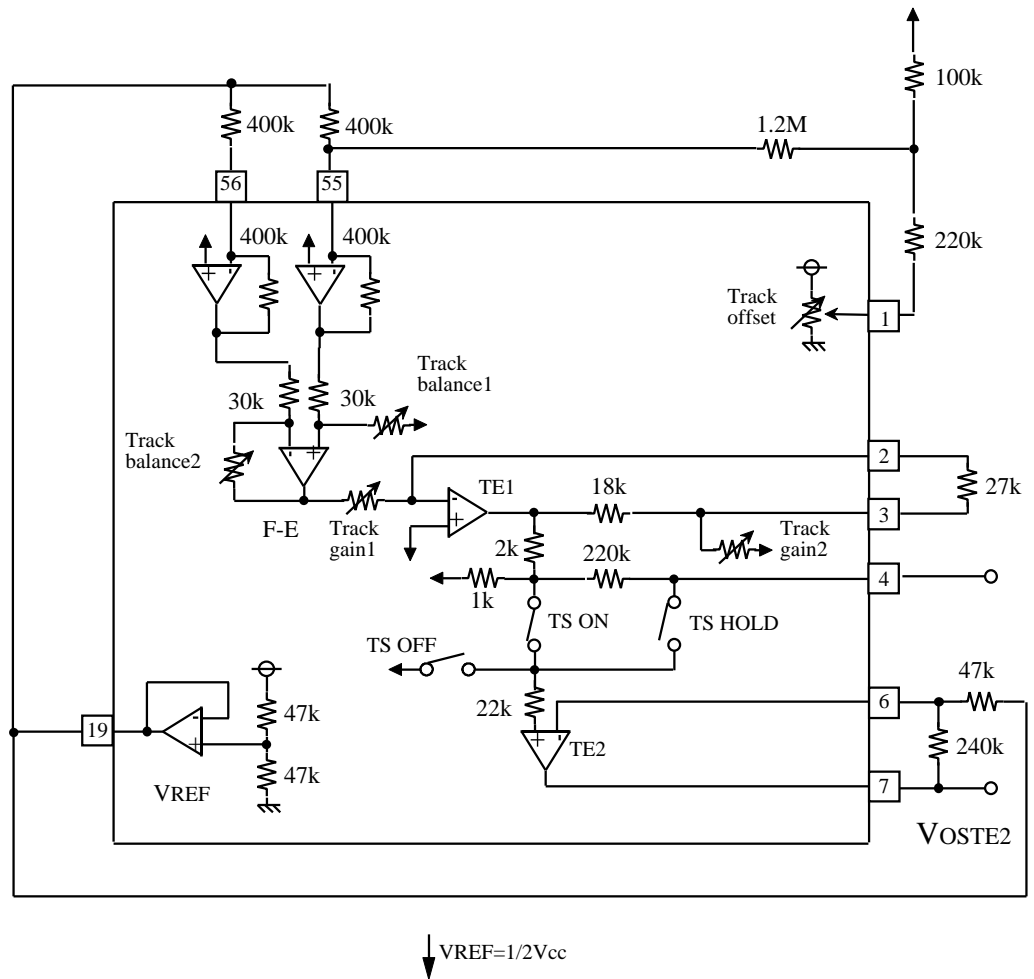 100k
400k
400k
1.2M
56
55
400k
400k
220k
Track
offset
1
Track
balance1
30k
30k
Track
balance2
2
TE1
18k
27k
F-E
Track
gain1
3
2k
220k
Track
gain2
4
1k
TS ON
TS HOLD
TS OFF
47k
22k
6
47k
19
TE2
240k
47k
VREF
7
VOSTE2
VREF=1/2Vcc